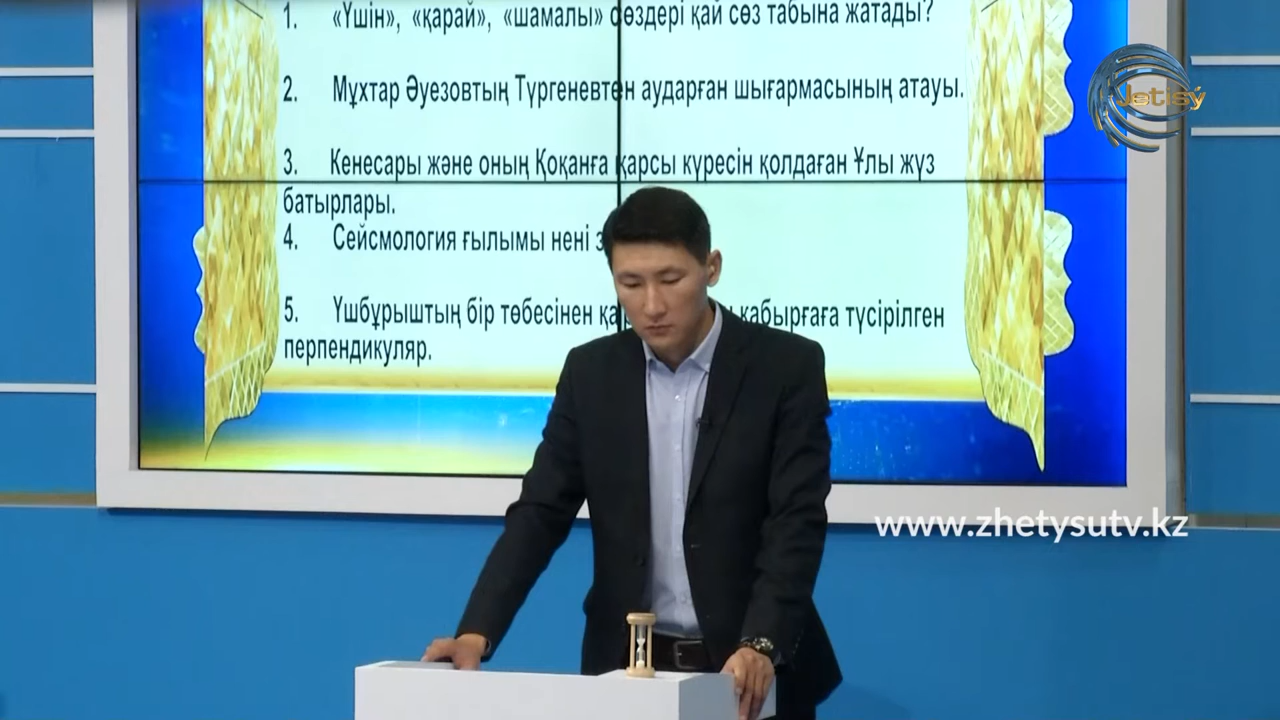 1. «Үшін», «қарай», «шамалы» сөздері қай сөз табына жатады?
Jetisý
2. Мұхтар Әуезовтың Түргеневтен аударған шығармасының атауы.
3. Кенесары және оның Қоқанға қарсы күресін қолдаған Ұлы жүз
батырлары.
4. Сейсмология ғылымы нені
5. Үшбұрыштың бір төбесінен қабырғаға түсірілген
перпендикуляр.
www.zhetysutv.kz